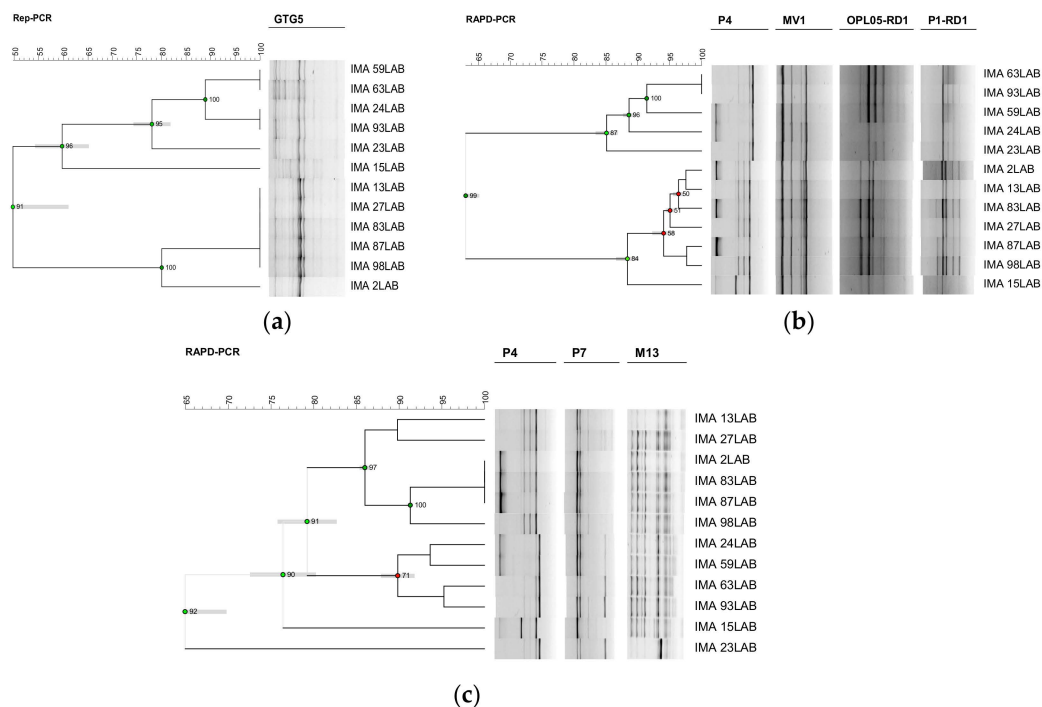 Rep-PCR GTG5
50 60 70 80 90 100
IMA 59LAB
IMA 63LAB
100
IMA 24LAB
95
IMA 93LAB
96
IMA 23LAB
IMA 15LAB
IMA 13LAB
91
IMA 27LAB
IMA 83LAB
IMA 87LAB
100
IMA 98LAB
IMA 2LAB
(a)
RAPD-PCR P4 MV1 OPL05-RD1 P1-RD1
65 70 75 80 85 90 95 100
IMA 63LAB
100
IMA 93LAB
96
IMA 59LAB
87
IMA 24LAB
IMA 23LAB
IMA 2LAB
50
IMA 13LAB
99
51
IMA 83LAB
58
IMA 27LAB
84
IMA 87LAB
IMA 98LAB
IMA 15LAB
(b)
RAPD-PCR P4 P7 M13
65 70 75 80 85 90 95 100
IMA 13LAB
IMA 27LAB
97
IMA 2LAB
IMA 83LAB
100
IMA 87LAB
91
IMA 98LAB
IMA 24LAB
90
71
IMA 59LAB
IMA 63LAB
92
IMA 93LAB
IMA 15LAB
IMA 23LAB
(c)